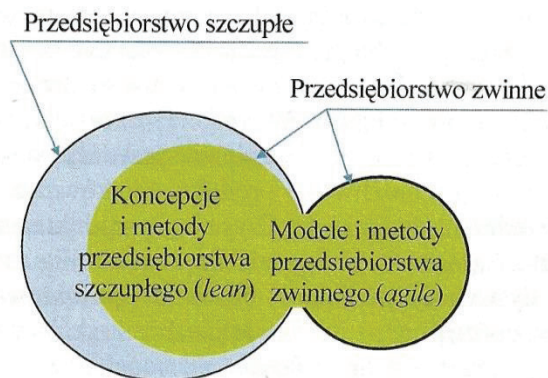 Przedsiębiorstwo szczupłe
Przedsiębiorstwo zwinne
Koncepcje
i metody
przedsiębiorstwa
szczupłego (lean)
Modele i metody
przedsiębiorstwa
zwinnego (agile)